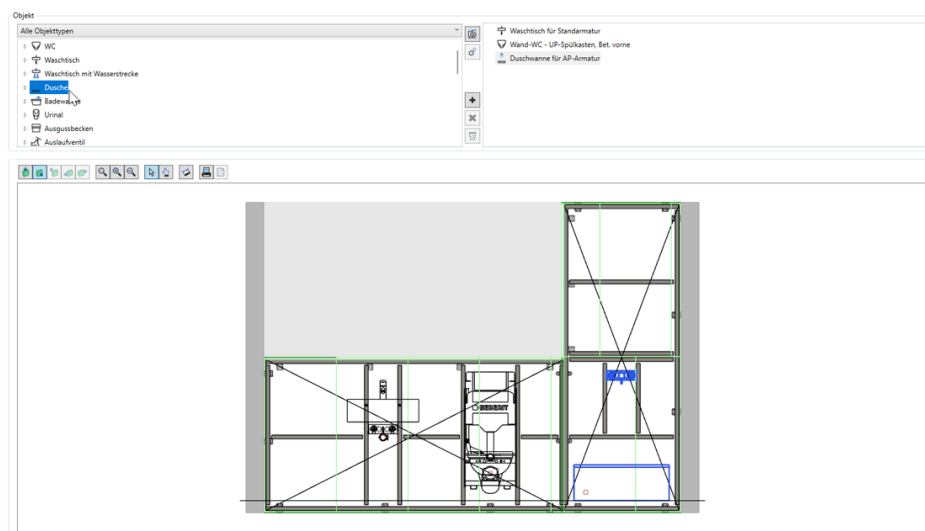 Objekt
Alle Objekttypen
WC
Waschtisch
Waschtisch mit Wasserstrecke
Dusche
Badewanne
Urinal
Ausgussbecken
Auslaufventil
Waschtisch für Standarmatur
Wand-WC - UP-Spülkasten, Bet. vorne
Duschwanne für AP-Armatur
GEBERIT